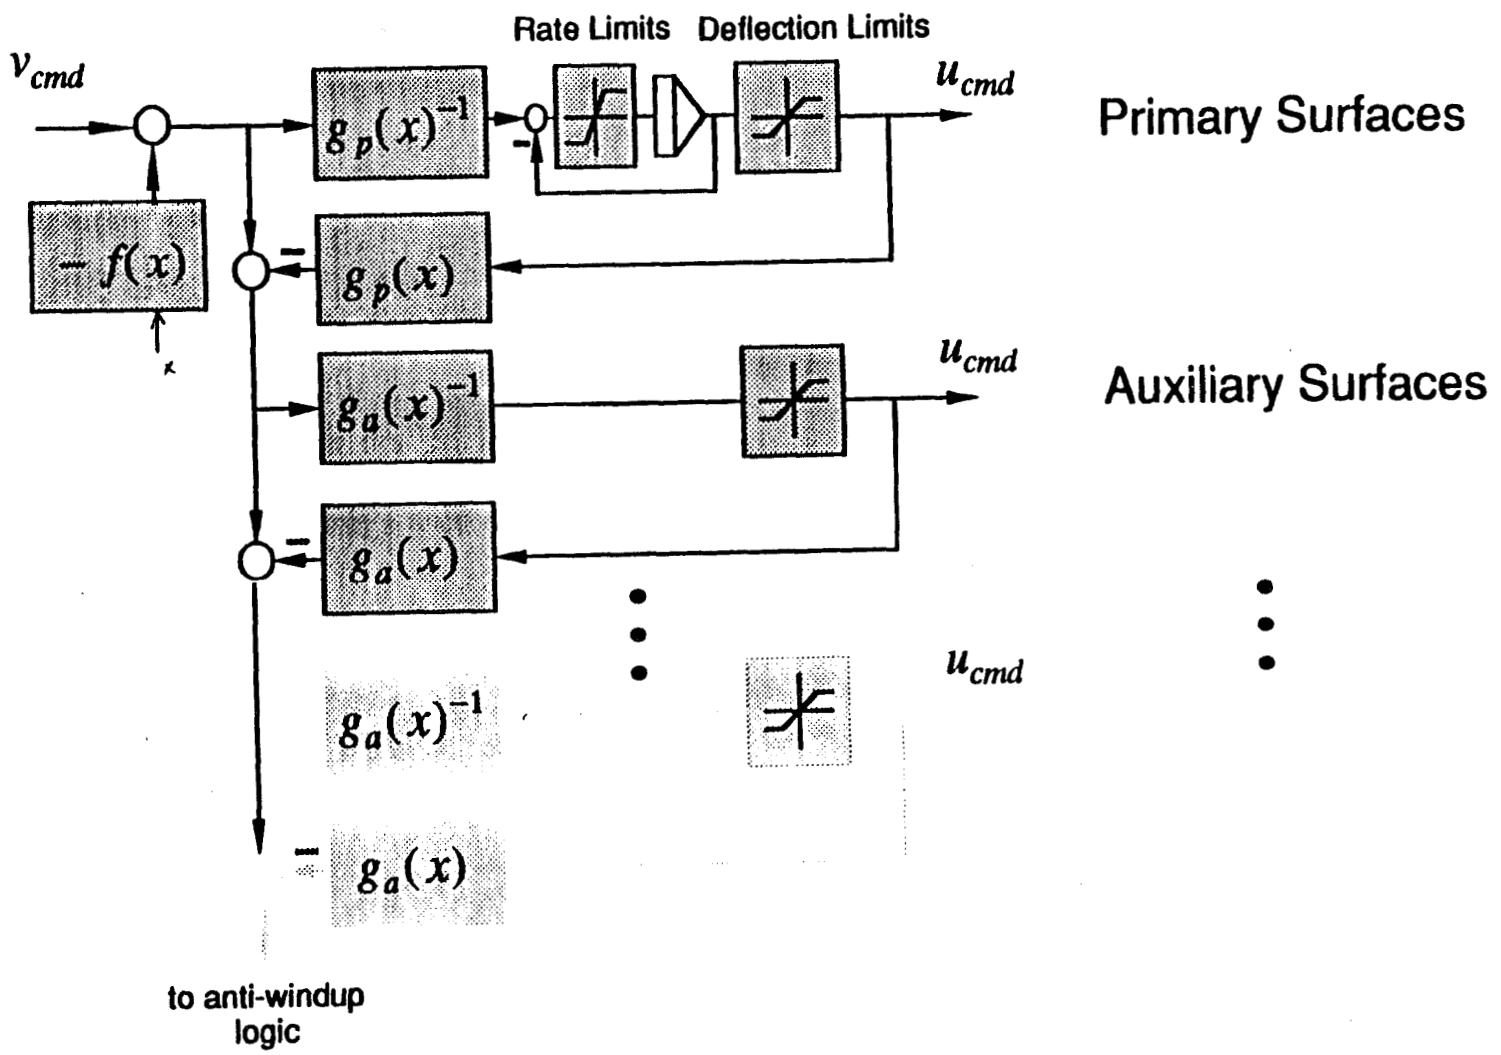 Rate Limits
Deflection Limits
v_cmd
u_cmd
g_p(x)^{-1}
Primary Surfaces
−
− f(x)
−
g_p(x)
x
u_cmd
Auxiliary Surfaces
g_a(x)^{-1}
−
g_a(x)
u_cmd
g_a(x)^{-1}
−
g_a(x)
to anti-windup
logic